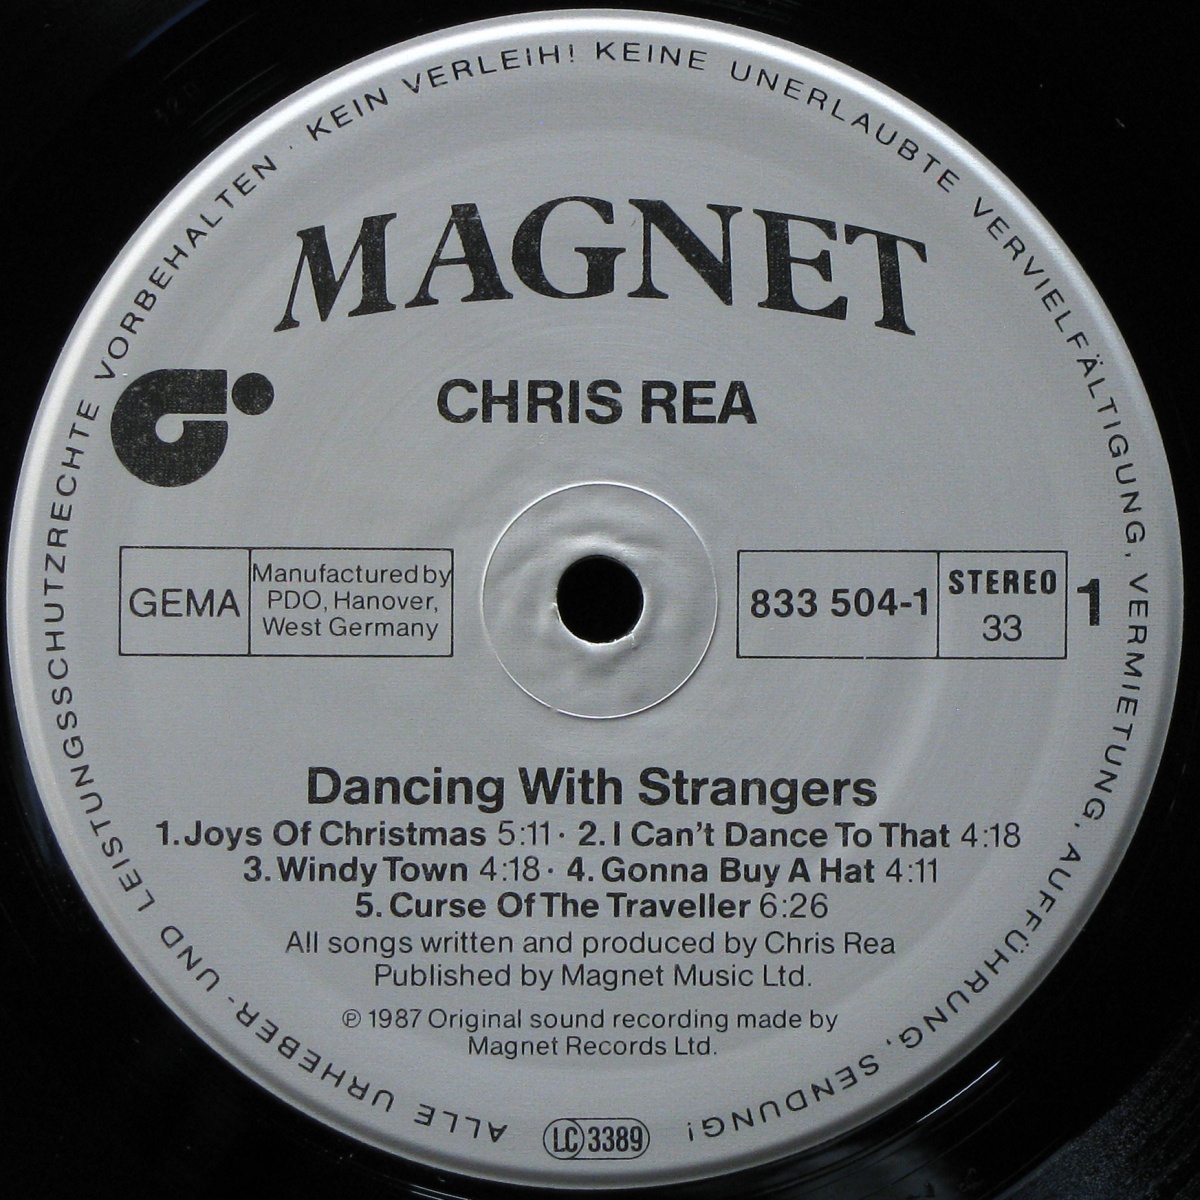 ALLE URHEBER- UND LEISTUNGSSCHUTZRECHTE VORBEHALTEN · KEIN VERLEIH! KEINE UNERLAUBTE VERVIELFÄLTIGUNG, VERMIETUNG, AUFFÜHRUNG, SENDUNG!
MAGNET
CHRIS REA
GEMA
Manufactured by
PDO, Hanover,
West Germany
833 504-1
STEREO
33
1
Dancing With Strangers
1. Joys Of Christmas 5:11 · 2. I Can't Dance To That 4:18
3. Windy Town 4:18 · 4. Gonna Buy A Hat 4:11
5. Curse Of The Traveller 6:26
All songs written and produced by Chris Rea
Published by Magnet Music Ltd.
℗ 1987 Original sound recording made by
Magnet Records Ltd.
LC 3389